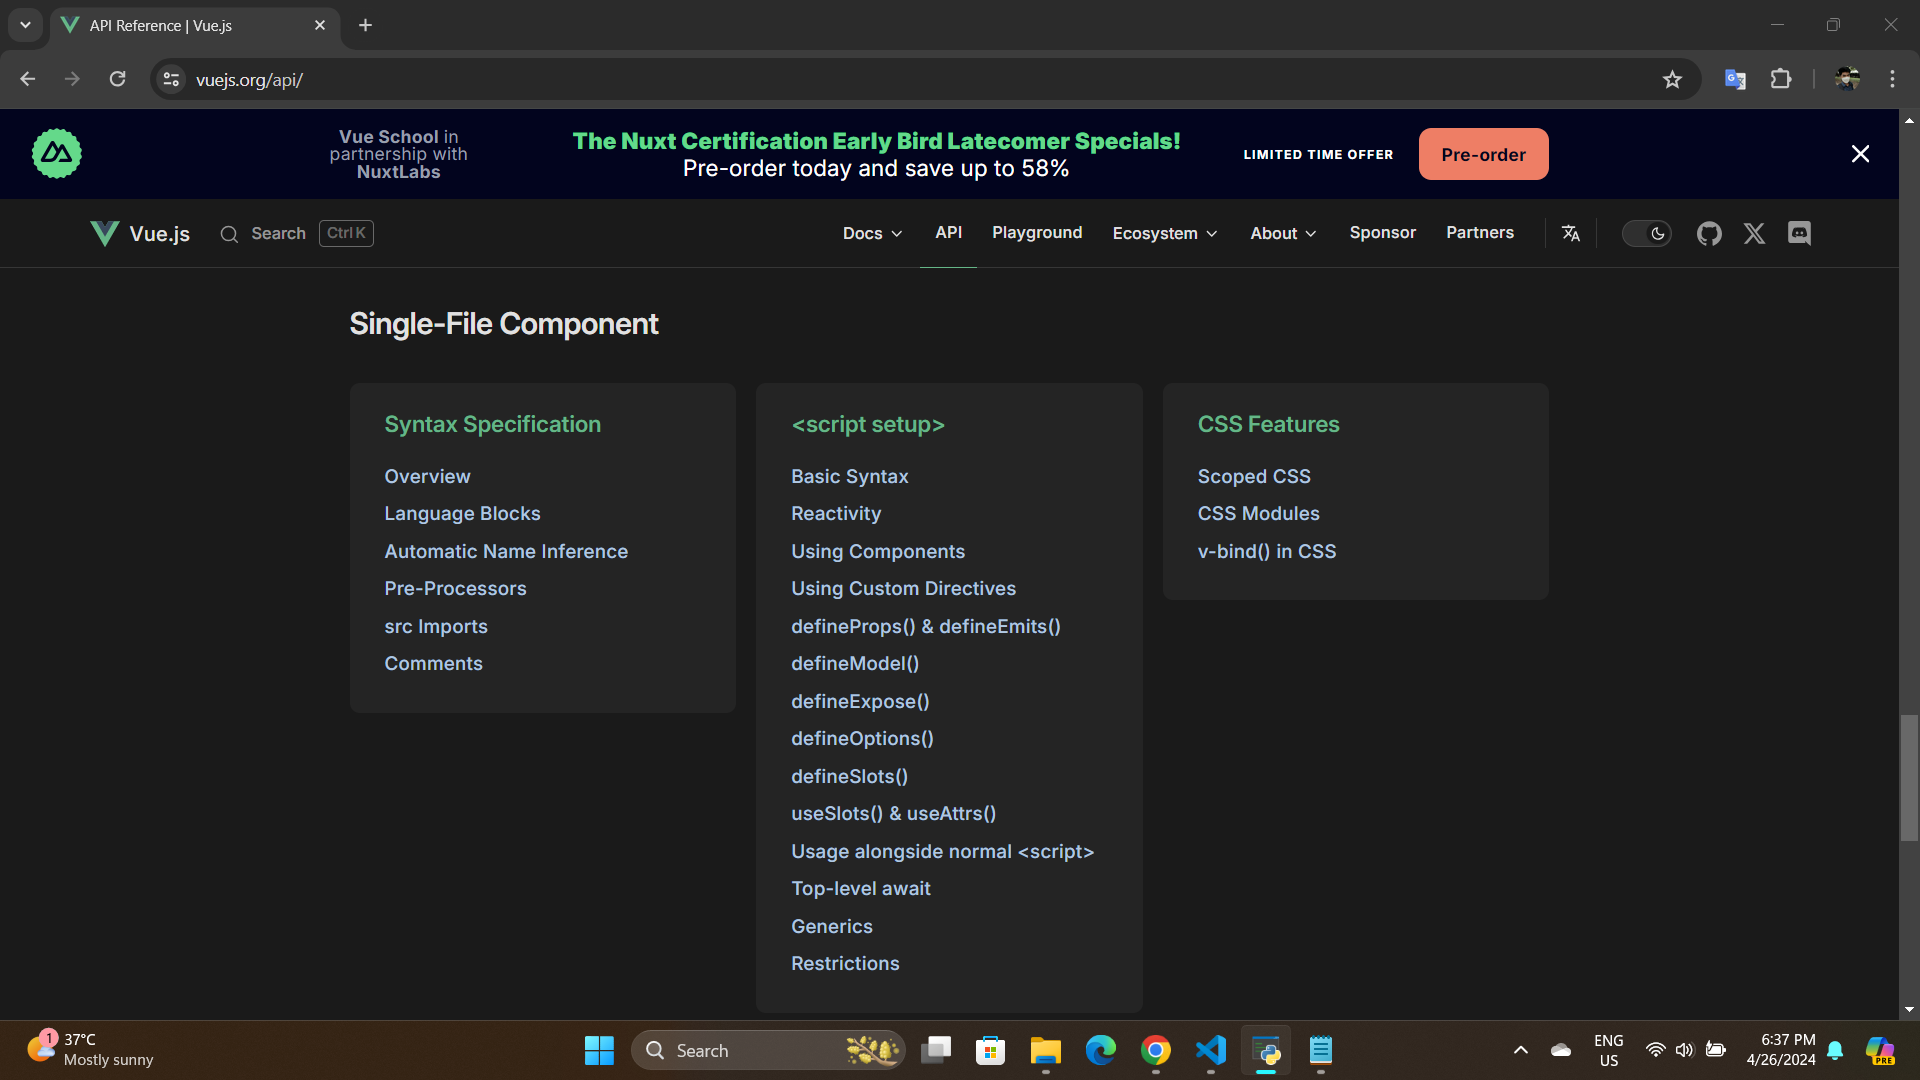 API Reference | Vue.js
vuejs.org/api/
Vue School in
partnership with
NuxtLabs
The Nuxt Certification Early Bird Latecomer Specials!
Pre-order today and save up to 58%
LIMITED TIME OFFER
Pre-order
Vue.js
Search
Ctrl K
Docs
API
Playground
Ecosystem
About
Sponsor
Partners
Single-File Component
Syntax Specification
Overview
Language Blocks
Automatic Name Inference
Pre-Processors
src Imports
Comments
<script setup>
Basic Syntax
Reactivity
Using Components
Using Custom Directives
defineProps() & defineEmits()
defineModel()
defineExpose()
defineOptions()
defineSlots()
useSlots() & useAttrs()
Usage alongside normal <script>
Top-level await
Generics
Restrictions
CSS Features
Scoped CSS
CSS Modules
v-bind() in CSS
1
37°C
Mostly sunny
Search
ENG
US
6:37 PM
4/26/2024
PRE